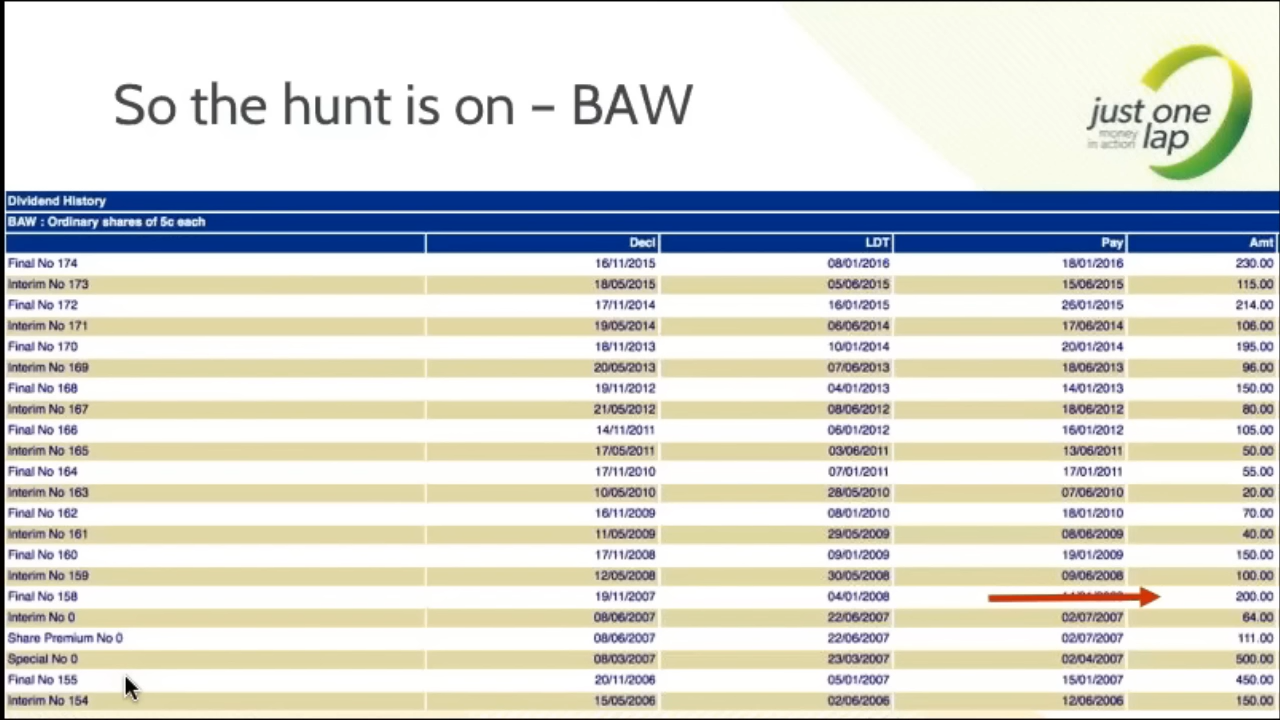 So the hunt is on – BAW
just one
money lap
in action
Dividend History
BAW : Ordinary shares of 5c each
Decl LDT Pay Amt
Final No 174 16/11/2015 08/01/2016 18/01/2016 230.00
Interim No 173 18/05/2015 05/06/2015 15/06/2015 115.00
Final No 172 17/11/2014 16/01/2015 26/01/2015 214.00
Interim No 171 19/05/2014 06/06/2014 17/06/2014 106.00
Final No 170 18/11/2013 10/01/2014 20/01/2014 195.00
Interim No 169 20/05/2013 07/06/2013 18/06/2013 96.00
Final No 168 19/11/2012 04/01/2013 14/01/2013 150.00
Interim No 167 21/05/2012 08/06/2012 18/06/2012 80.00
Final No 166 14/11/2011 06/01/2012 16/01/2012 105.00
Interim No 165 17/05/2011 03/06/2011 13/06/2011 50.00
Final No 164 17/11/2010 07/01/2011 17/01/2011 55.00
Interim No 163 10/05/2010 28/05/2010 07/06/2010 20.00
Final No 162 16/11/2009 08/01/2010 18/01/2010 70.00
Interim No 161 11/05/2009 29/05/2009 08/06/2009 40.00
Final No 160 17/11/2008 09/01/2009 19/01/2009 150.00
Interim No 159 12/05/2008 30/05/2008 09/06/2008 100.00
Final No 158 19/11/2007 04/01/2008 200.00
Interim No 0 08/06/2007 22/06/2007 02/07/2007 64.00
Share Premium No 0 08/06/2007 22/06/2007 02/07/2007 111.00
Special No 0 08/03/2007 23/03/2007 02/04/2007 500.00
Final No 155 20/11/2006 05/01/2007 15/01/2007 450.00
Interim No 154 15/05/2006 02/06/2006 12/06/2006 150.00